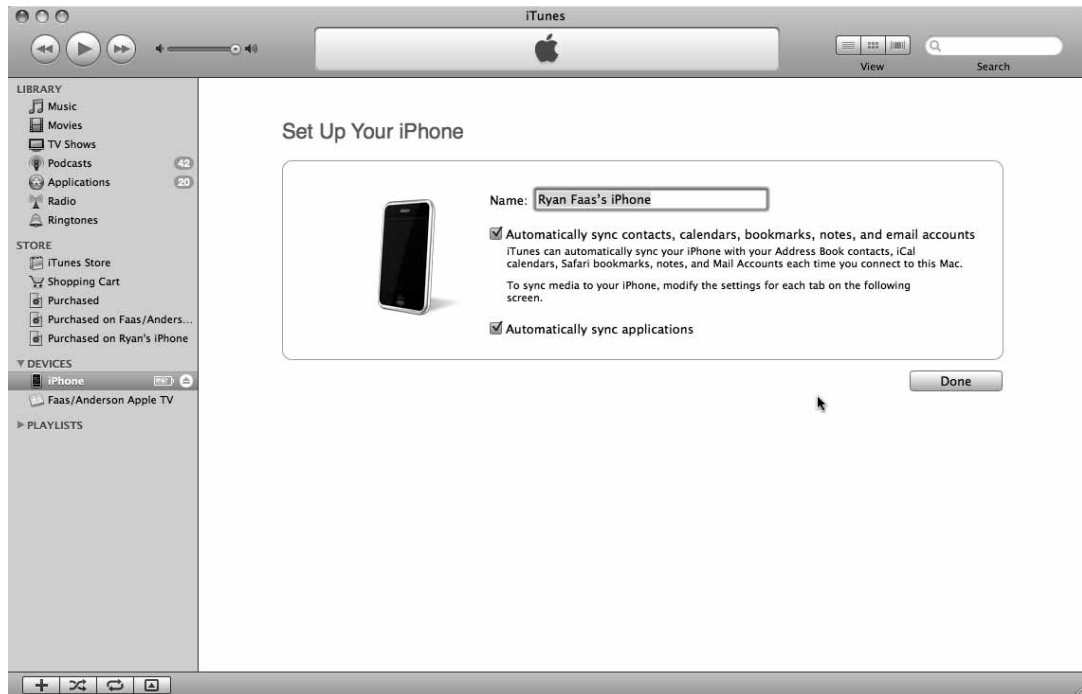 iTunes
View
Search
LIBRARY
Music
Movies
TV Shows
Podcasts 42
Applications 20
Radio
Ringtones
STORE
iTunes Store
Shopping Cart
Purchased
Purchased on Faas/Anders...
Purchased on Ryan's iPhone
DEVICES
iPhone
Faas/Anderson Apple TV
PLAYLISTS
Set Up Your iPhone
Name: Ryan Faas's iPhone
Automatically sync contacts, calendars, bookmarks, notes, and email accounts
iTunes can automatically sync your iPhone with your Address Book contacts, iCal
calendars, Safari bookmarks, notes, and Mail Accounts each time you connect to this Mac.
To sync media to your iPhone, modify the settings for each tab on the following
screen.
Automatically sync applications
Done